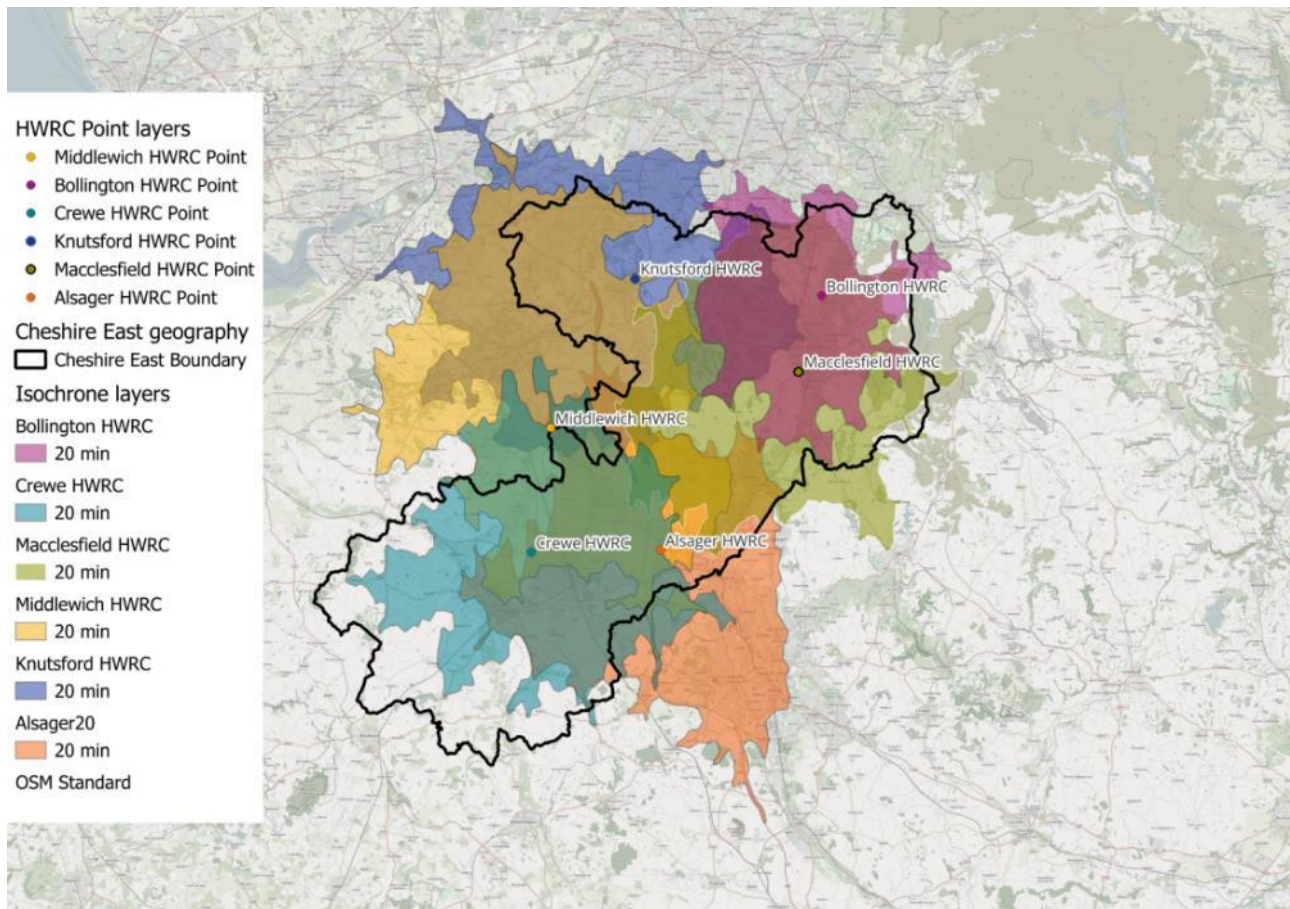 HWRC Point layers
Middlewich HWRC Point
Bollington HWRC Point
Crewe HWRC Point
Knutsford HWRC Point
Macclesfield HWRC Point
Alsager HWRC Point
Cheshire East geography
Cheshire East Boundary
Isochrone layers
Bollington HWRC
20 min
Crewe HWRC
20 min
Macclesfield HWRC
20 min
Middlewich HWRC
20 min
Knutsford HWRC
20 min
Alsager20
20 min
OSM Standard
Knutsford HWRC
Bollington HWRC
Macclesfield HWRC
Middlewich HWRC
Crewe HWRC
Alsager HWRC